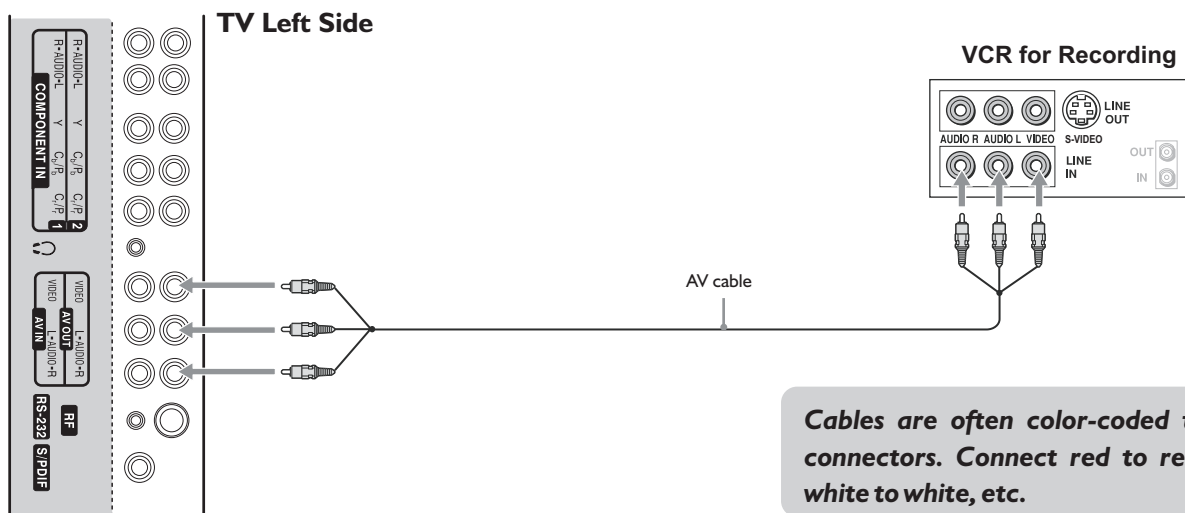 TV Left Side
R-AUDIO-L Y Cb/Pb Cr/Pr 2
R-AUDIO-L Y Cb/Pb Cr/Pr 1
COMPONENT IN
VIDEO L-AUDIO-R
AV OUT
VIDEO L-AUDIO-R
AV IN
RF
RS-232
S/PDIF
AV cable
VCR for Recording
LINE
OUT
AUDIO R AUDIO L VIDEO S-VIDEO
LINE
IN
OUT
IN
Cables are often color-coded t
connectors. Connect red to re
white to white, etc.